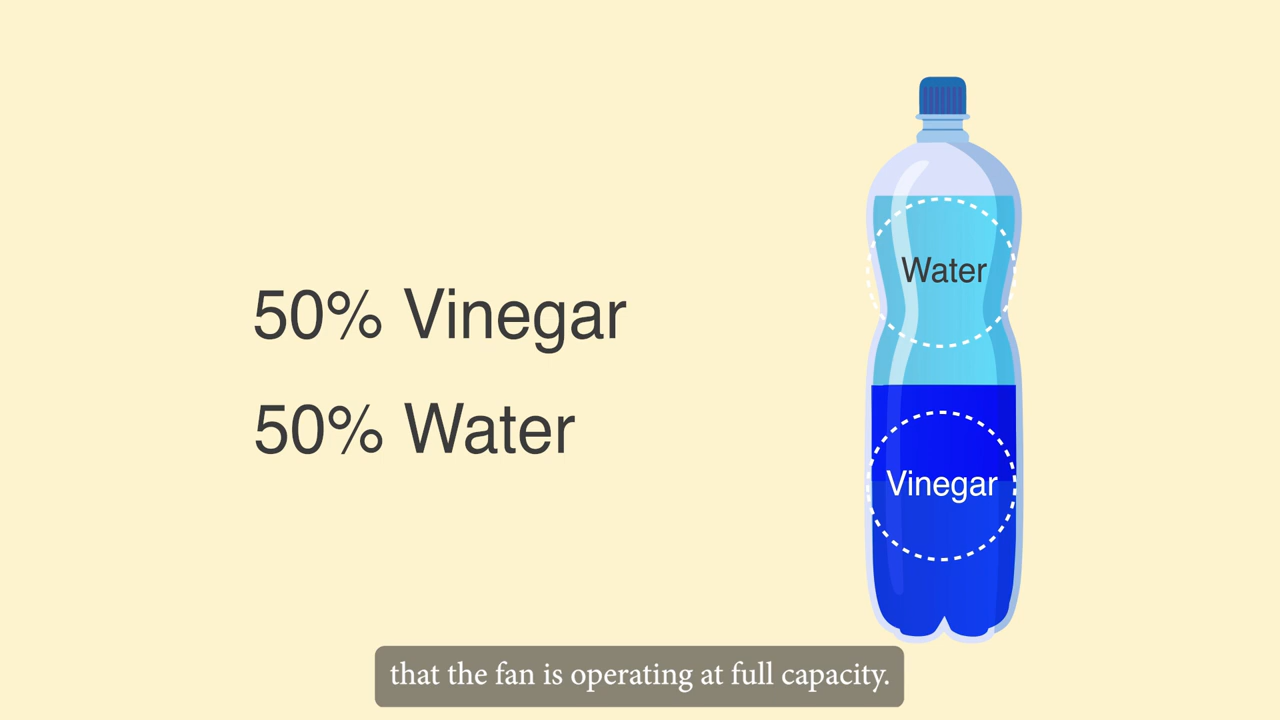 50% Vinegar
50% Water
Water
Vinegar
that the fan is operating at full capacity.